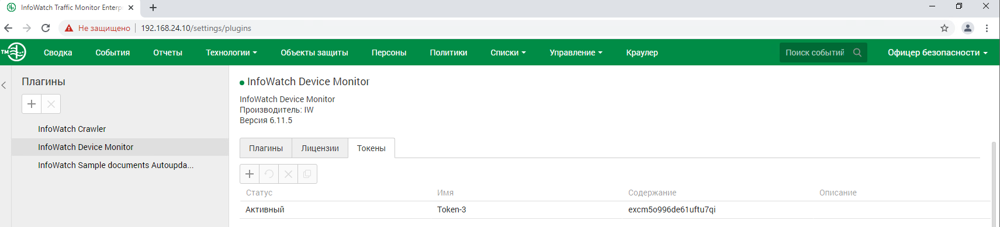 InfoWatch Traffic Monitor Enterp
Не защищено 192.168.24.10/settings/plugins
TM Сводка События Отчеты Технологии Объекты защиты Персоны Политики Списки Управление Краулер Поиск событий Офицер безопасности
Плагины
InfoWatch Crawler
InfoWatch Device Monitor
InfoWatch Sample documents Autoupda...
InfoWatch Device Monitor
InfoWatch Device Monitor
Производитель: IW
Версия 6.11.5
Плагины Лицензии Токены
Статус Имя Содержание Описание
Активный Token-3 excm5o996de61uftu7qi